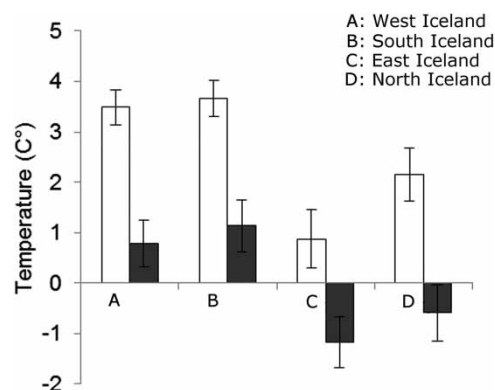 A: West Iceland
B: South Iceland
C: East Iceland
D: North Iceland
Temperature (C°)
5
4
3
2
1
0
-1
-2
A B C D